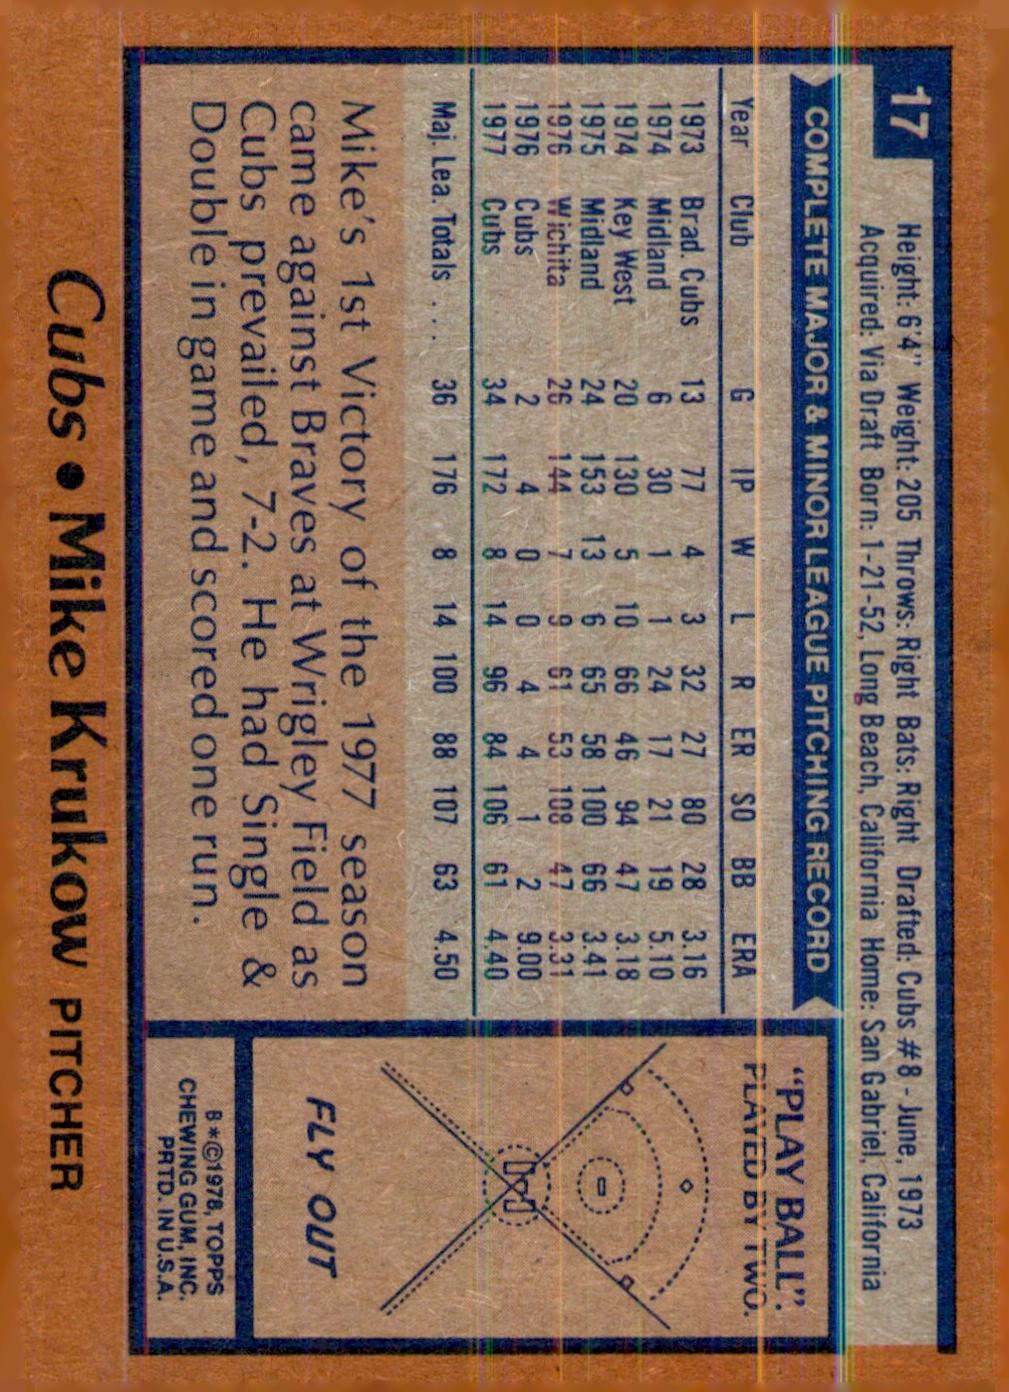 17
Height: 6'4" Weight: 205 Throws: Right Bats: Right Drafted: Cubs #8 - June, 1973
Acquired: Via Draft Born: 1-21-52, Long Beach, California Home: San Gabriel, California
COMPLETE MAJOR & MINOR LEAGUE PITCHING RECORD
Year Club G IP W L R ER SO BB ERA
1973 Brad. Cubs 13 77 4 3 32 27 80 28 3.16
1974 Midland 6 30 1 1 24 17 21 19 5.10
1974 Key West 20 130 5 10 66 46 94 47 3.18
1975 Midland 24 153 13 6 65 58 100 66 3.41
1976 Wichita 26 144 7 9 61 53 108 47 3.31
1976 Cubs 2 4 0 0 4 4 1 2 9.00
1977 Cubs 34 172 8 14 96 84 106 61 4.40
Maj. Lea. Totals ... 36 176 8 14 100 88 107 63 4.50
Mike's 1st Victory of the 1977 season
came against Braves at Wrigley Field as
Cubs prevailed, 7-2. He had Single &
Double in game and scored one run.
"PLAY BALL".
PLAYED BY TWO.
FLY OUT
B*©1978, TOPPS
CHEWING GUM, INC.
PRTD. IN U.S.A.
Cubs • Mike Krukow PITCHER